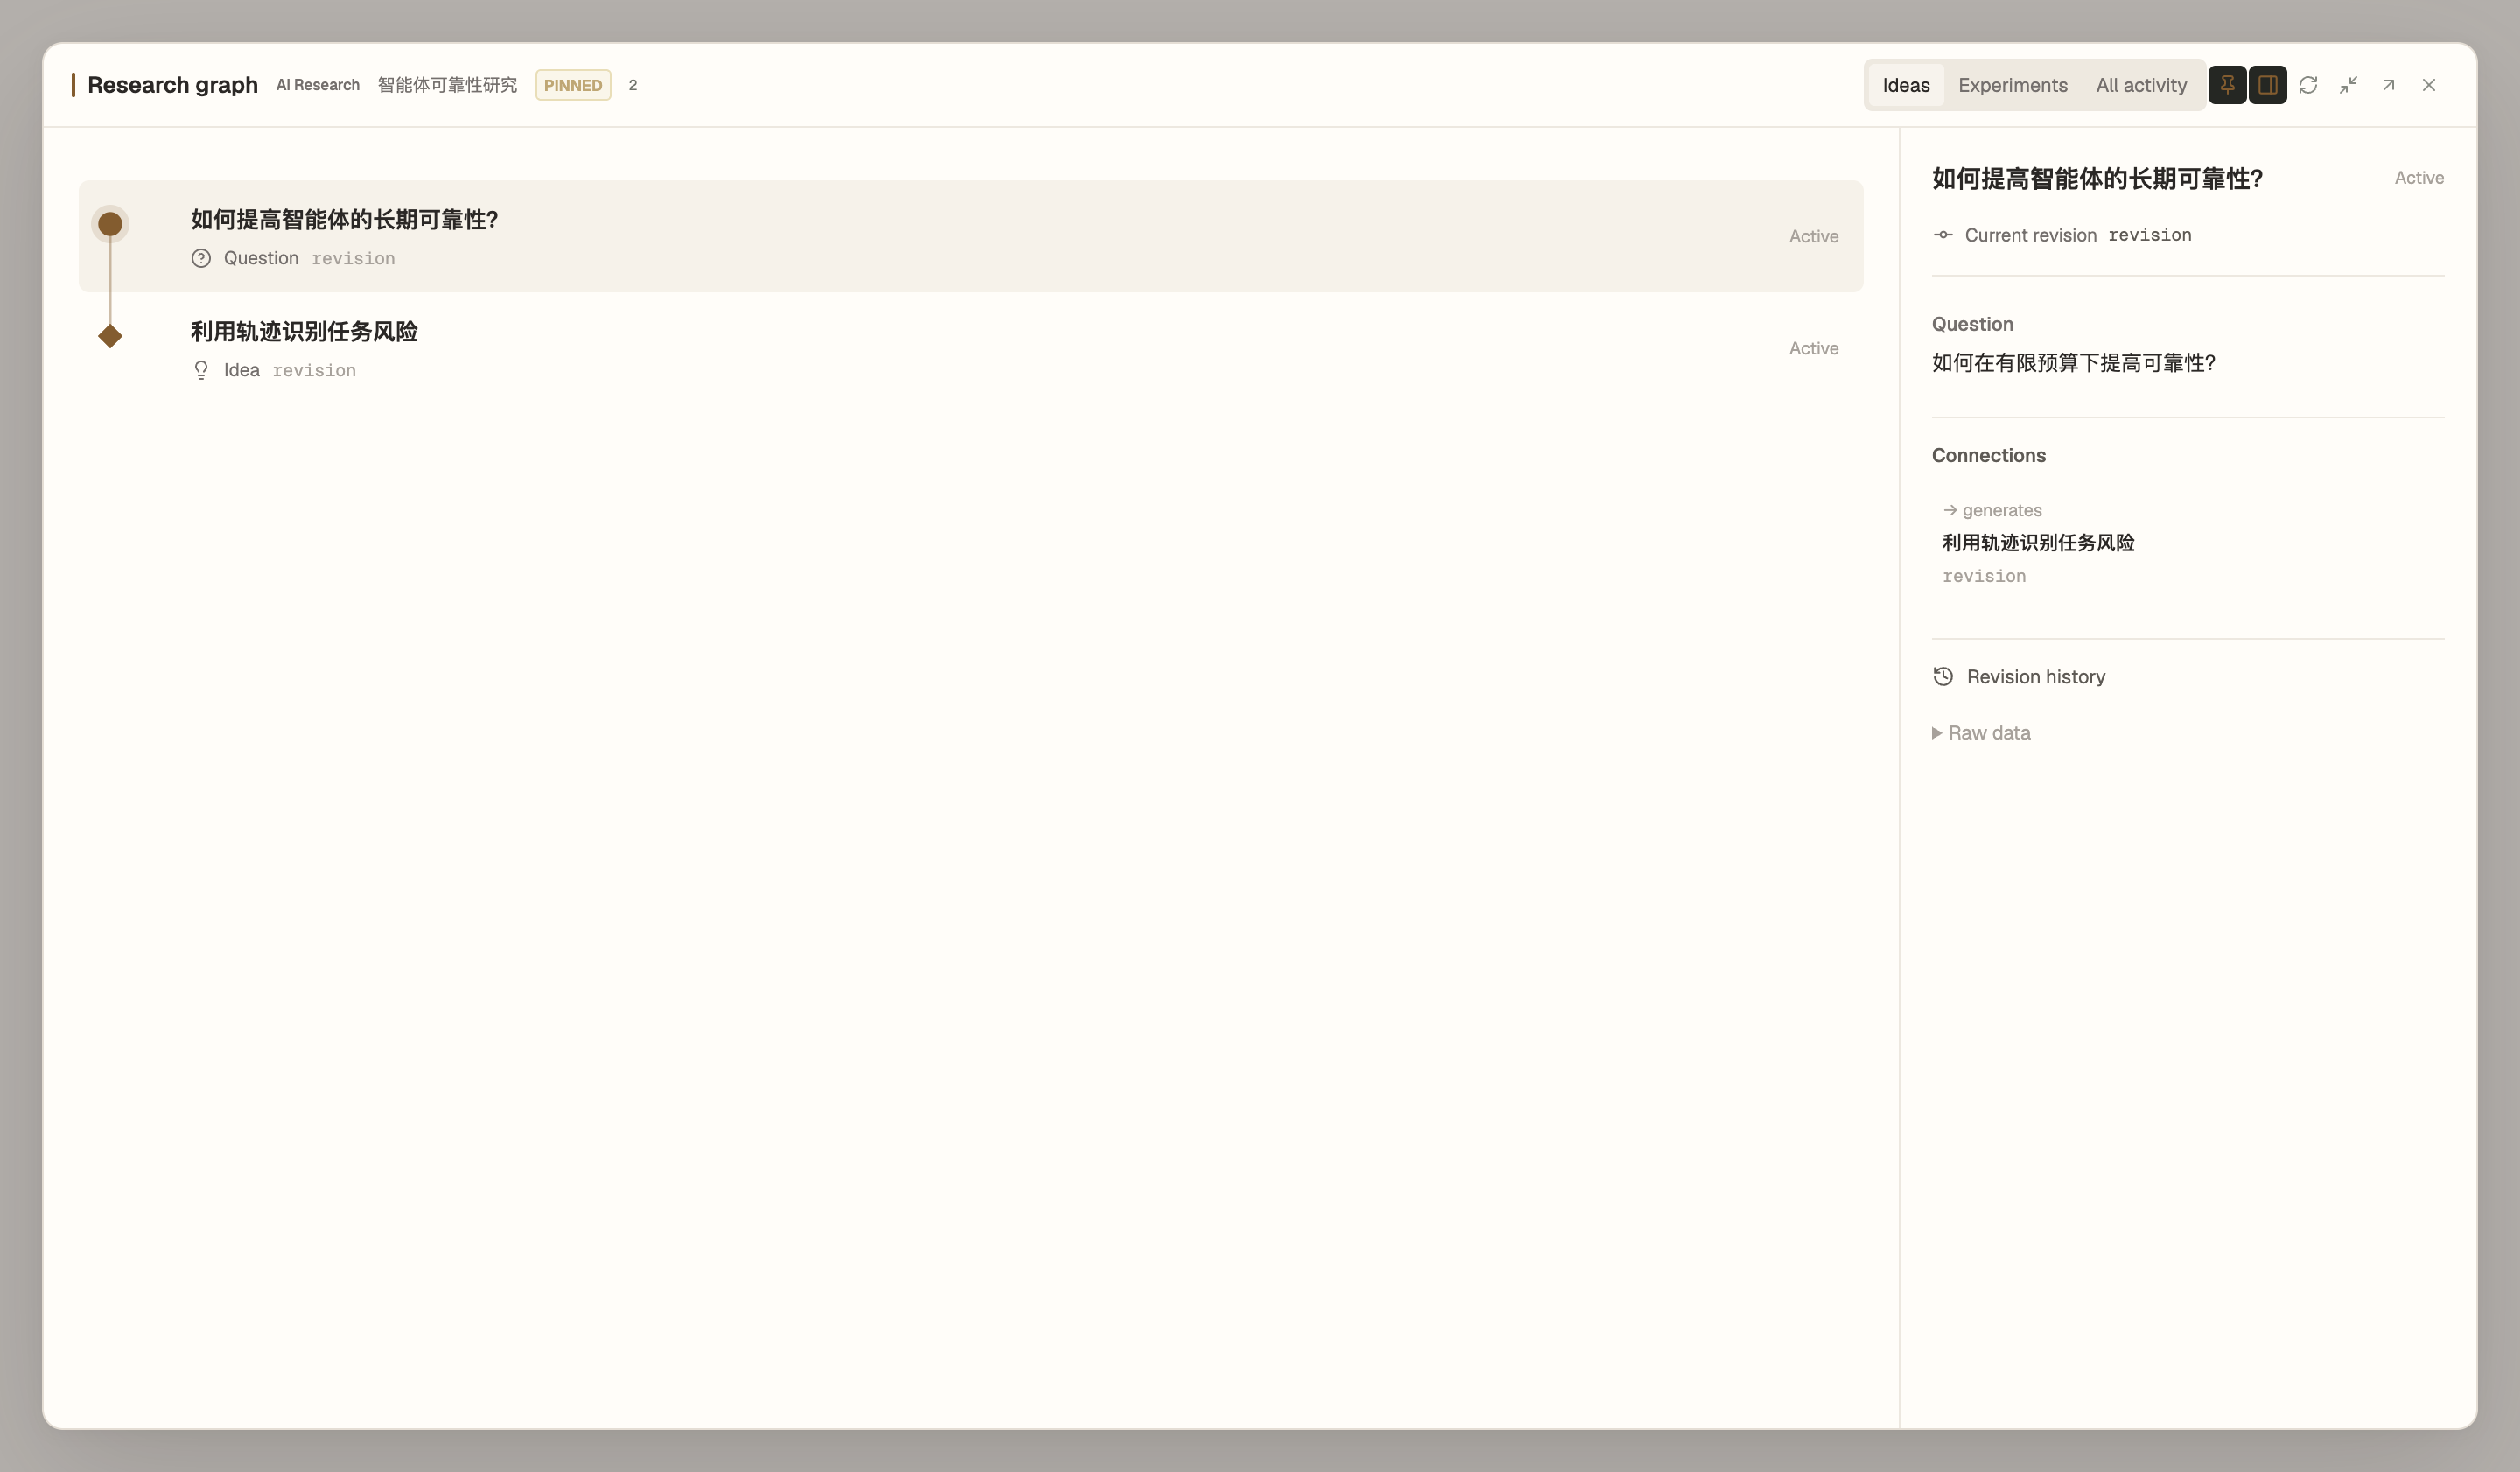 Research graph AI Research 智能体可靠性研究 PINNED 2
Ideas Experiments All activity
如何提高智能体的长期可靠性?
Question revision
Active
利用轨迹识别任务风险
Idea revision
Active
如何提高智能体的长期可靠性? Active
Current revision revision
Question
如何在有限预算下提高可靠性?
Connections
→ generates
利用轨迹识别任务风险
revision
Revision history
Raw data